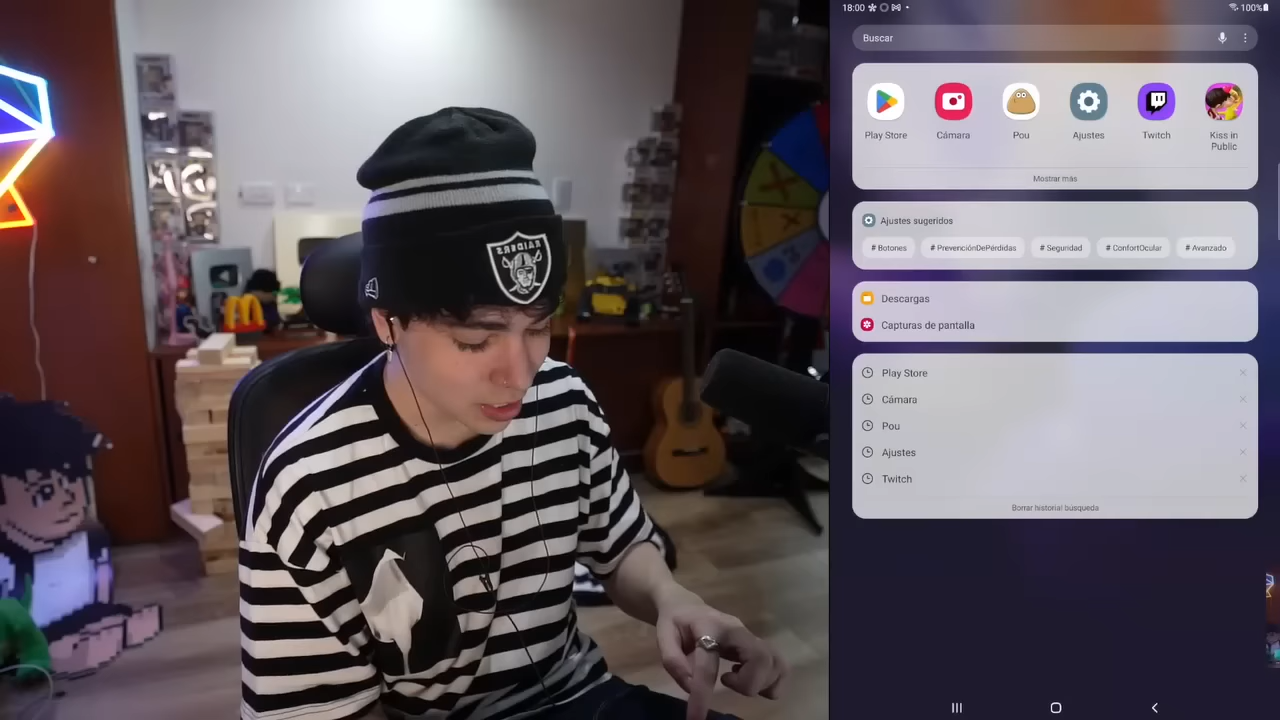 18:00
100%
Buscar
Play Store
Cámara
Pou
Ajustes
Twitch
Kiss in
Public
Mostrar más
Ajustes sugeridos
# Botones
# PrevenciónDePérdidas
# Seguridad
# ConfortOcular
# Avanzado
Descargas
Capturas de pantalla
Play Store
Cámara
Pou
Ajustes
Twitch
Borrar historial búsqueda
RAIDERS